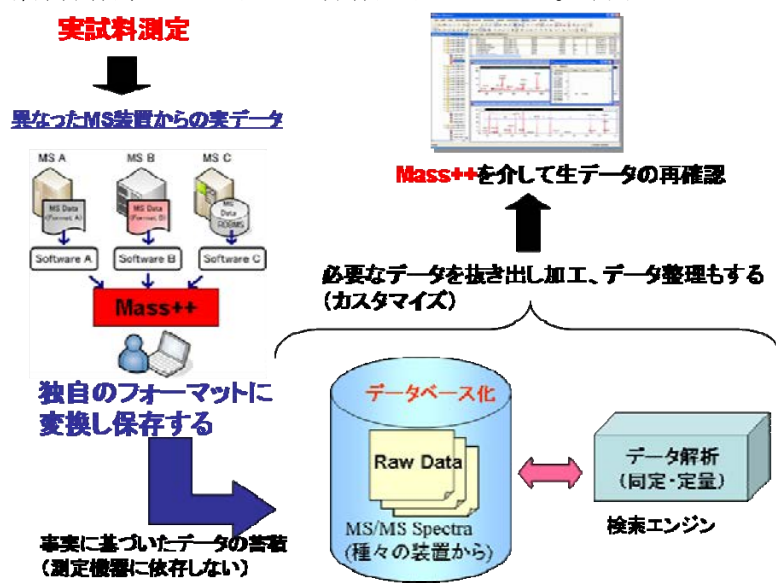 実試料測定
異なったMS装置からの実データ
MS A
MS B
MS C
MS Data
(Format, A)
MS Data
(Format, B)
MS
Data
RDBMS
Software A
Software B
Software C
Mass++
独自のフォーマットに
変換し保存する
事実に基づいたデータの蓄積
(測定機器に依存しない)
Mass++を介して生データの再確認
必要なデータを抜き出し加工、データ整理もする
(カスタマイズ)
データベース化
Raw Data
MS/MS Spectra
(種々の装置から)
データ解析
(同定・定量)
検索エンジン